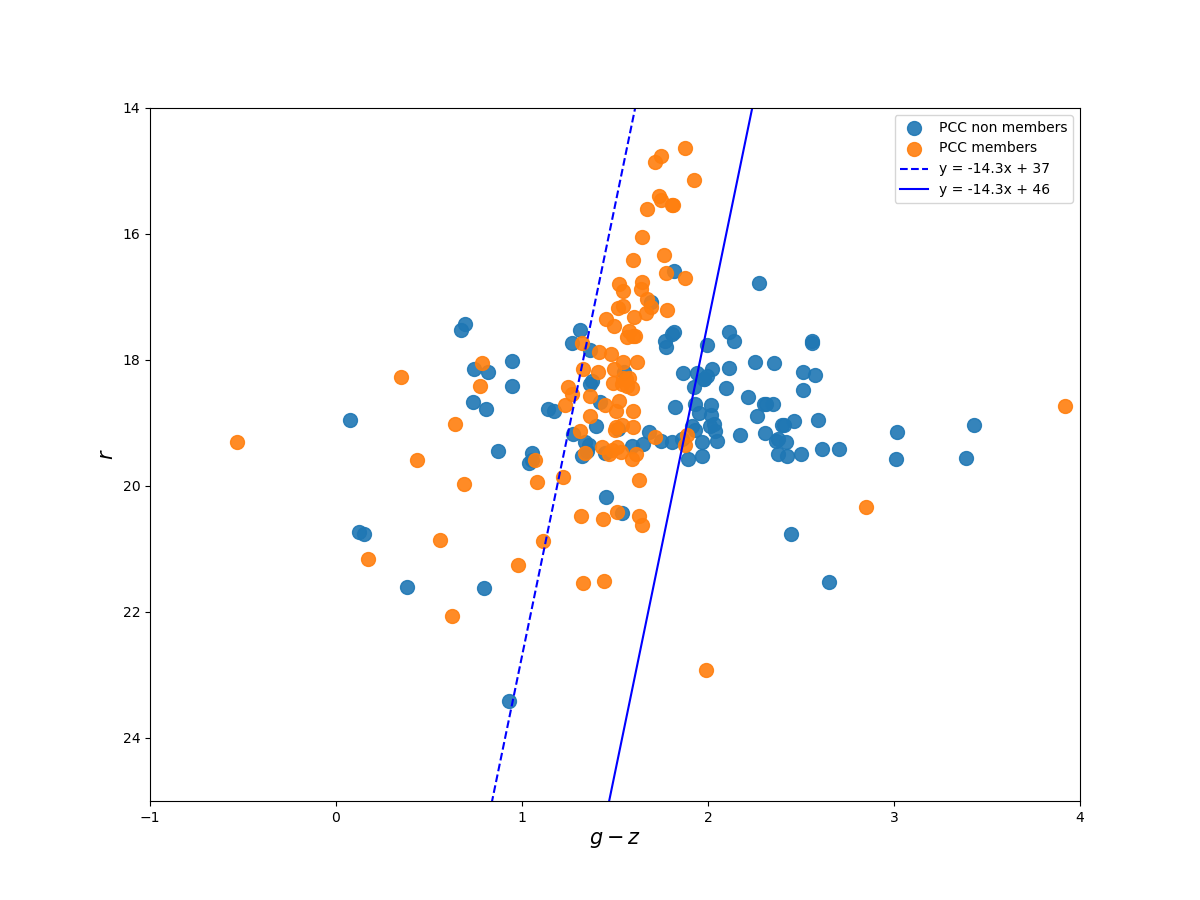 14
16
18
20
22
24
r
−1
0
1
2
3
4
g − z
PCC non members
PCC members
y = -14.3x + 37
y = -14.3x + 46